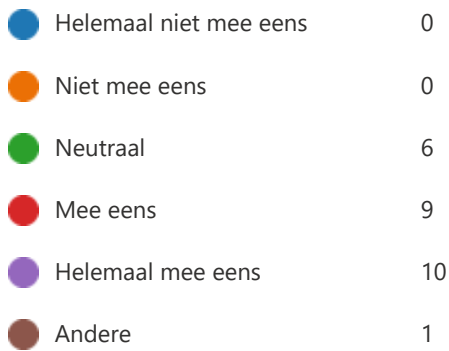 Helemaal niet mee eens 0
Niet mee eens 0
Neutraal 6
Mee eens 9
Helemaal mee eens 10
Andere 1